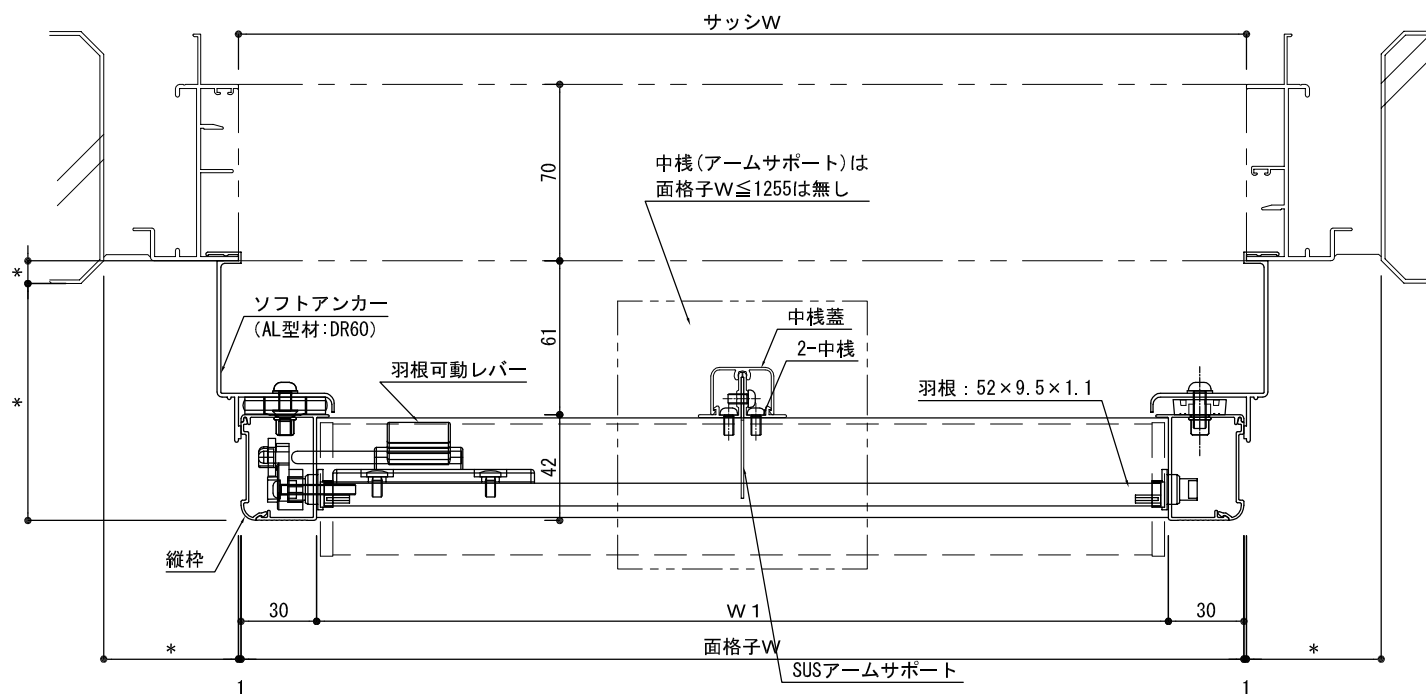 サッシW
70
中桟(アームサポート)は
面格子W≦1255は無し
*
ソフトアンカー
(AL型材:DR60)
61
中桟蓋
2-中桟
羽根可動レバー
羽根：52×9.5×1.1
*
42
縦枠
30
W1
30
*
面格子W
*
SUSアームサポート
1
1